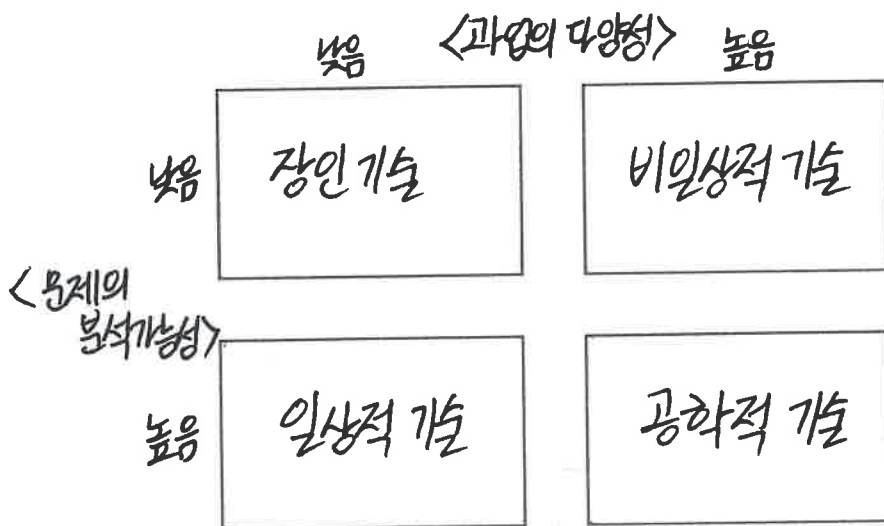 낮음 <과업의 다양성> 높음
낮음 장인 기술 비일상적 기술
<문제의
분석가능성>
높음 일상적 기술 공학적 기술